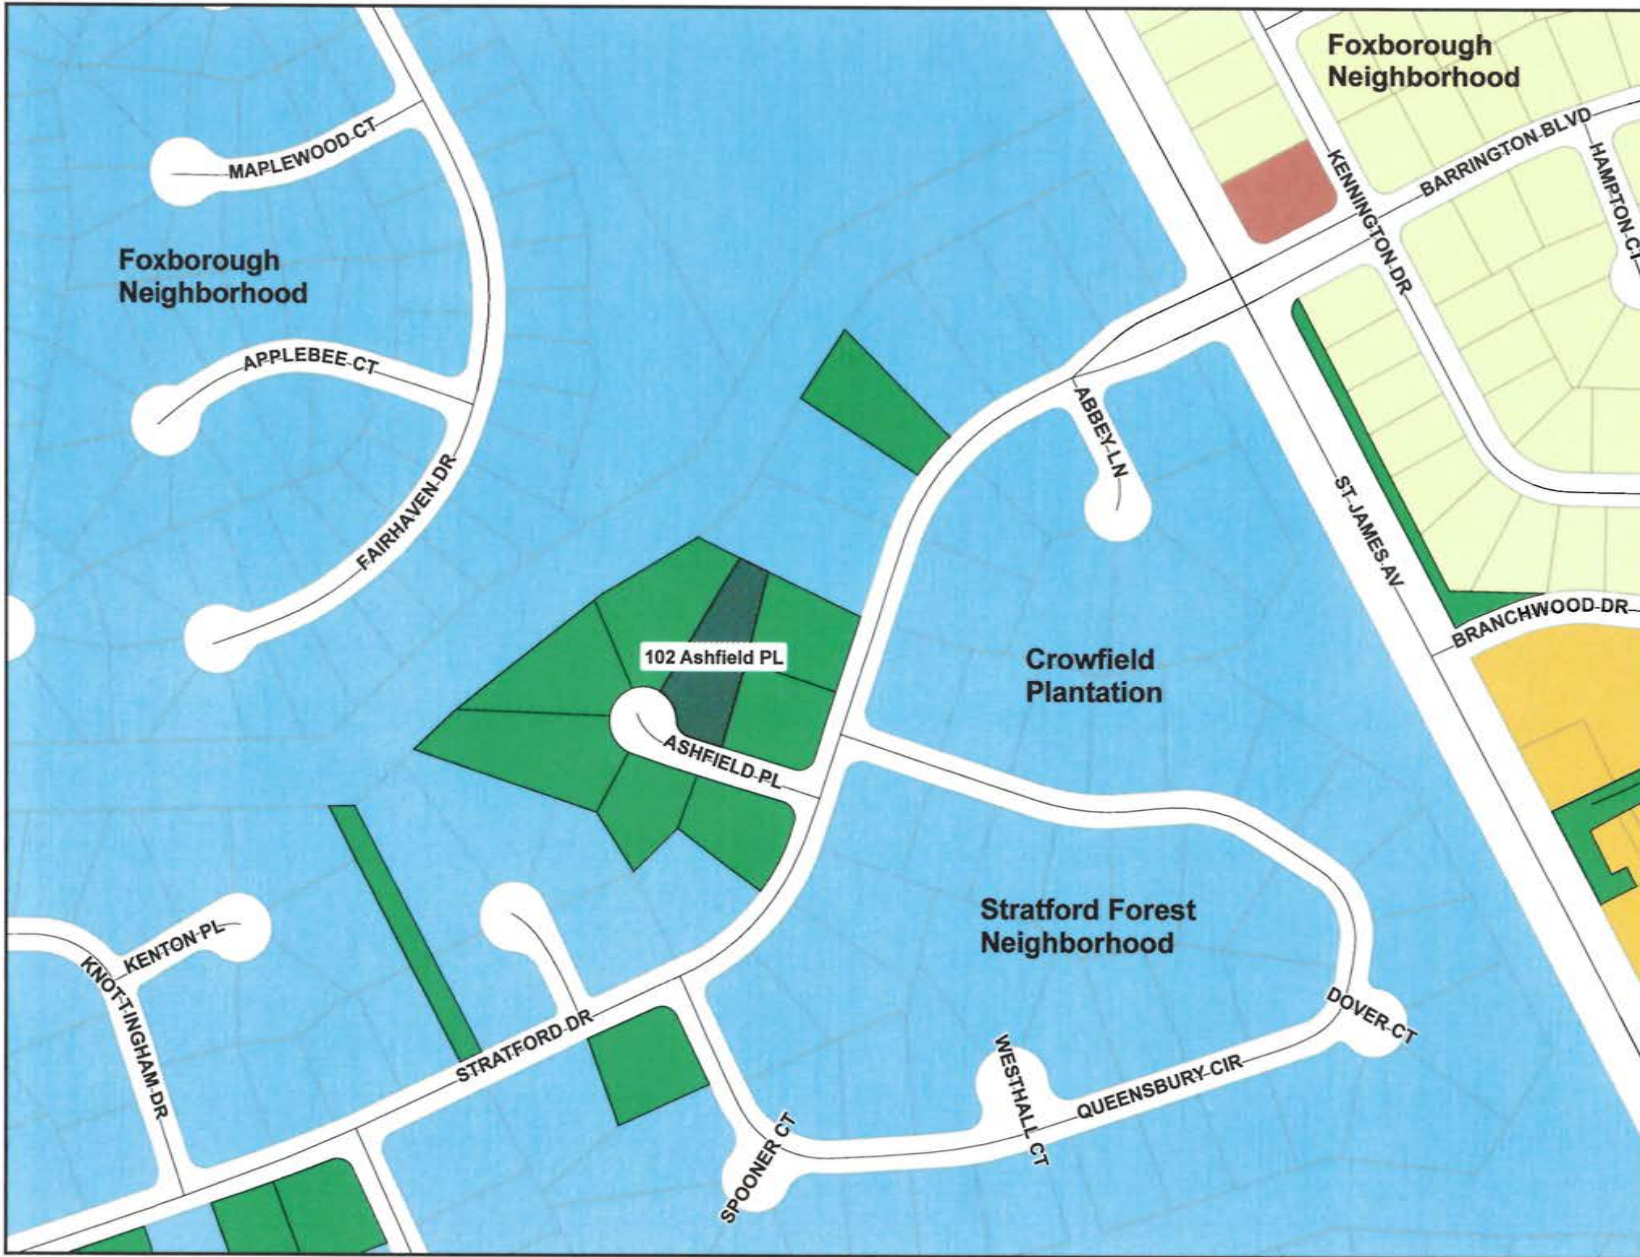 Foxborough
Neighborhood
MAPLEWOOD CT
BARRINGTON BLVD
HAMPTON CT
KENNINGTON DR
Foxborough
Neighborhood
APPLEBEE CT
ABBEY LN
FAIRHAVEN DR
ST JAMES AV
BRANCHWOOD DR
102 Ashfield PL
Crowfield
Plantation
ASHFIELD PL
Stratford Forest
Neighborhood
KENTON PL
KNOTTINGHAM DR
STRATFORD DR
DOVER CT
WESTHALL CT
QUEENSBURY CIR
SPOONER CT